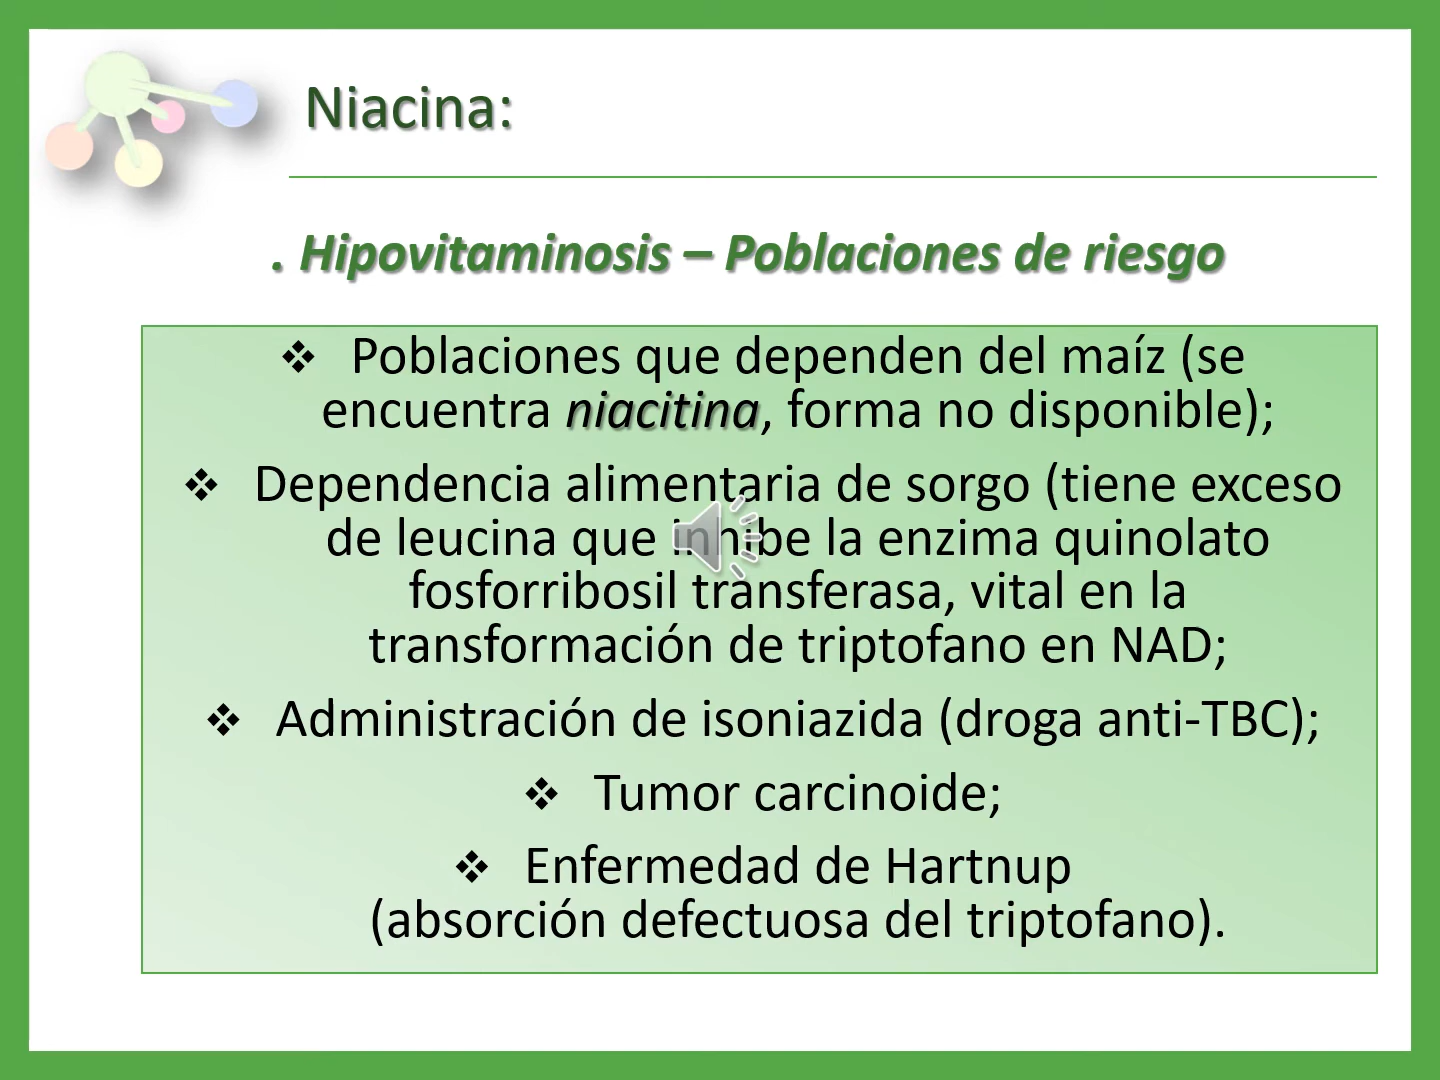 Niacina:
. Hipovitaminosis – Poblaciones de riesgo
❖ Poblaciones que dependen del maíz (se
encuentra niacitina, forma no disponible);
❖ Dependencia alimentaria de sorgo (tiene exceso
de leucina que inhibe la enzima quinolato
fosforribosil transferasa, vital en la
transformación de triptofano en NAD;
❖ Administración de isoniazida (droga anti-TBC);
❖ Tumor carcinoide;
❖ Enfermedad de Hartnup
(absorción defectuosa del triptofano).